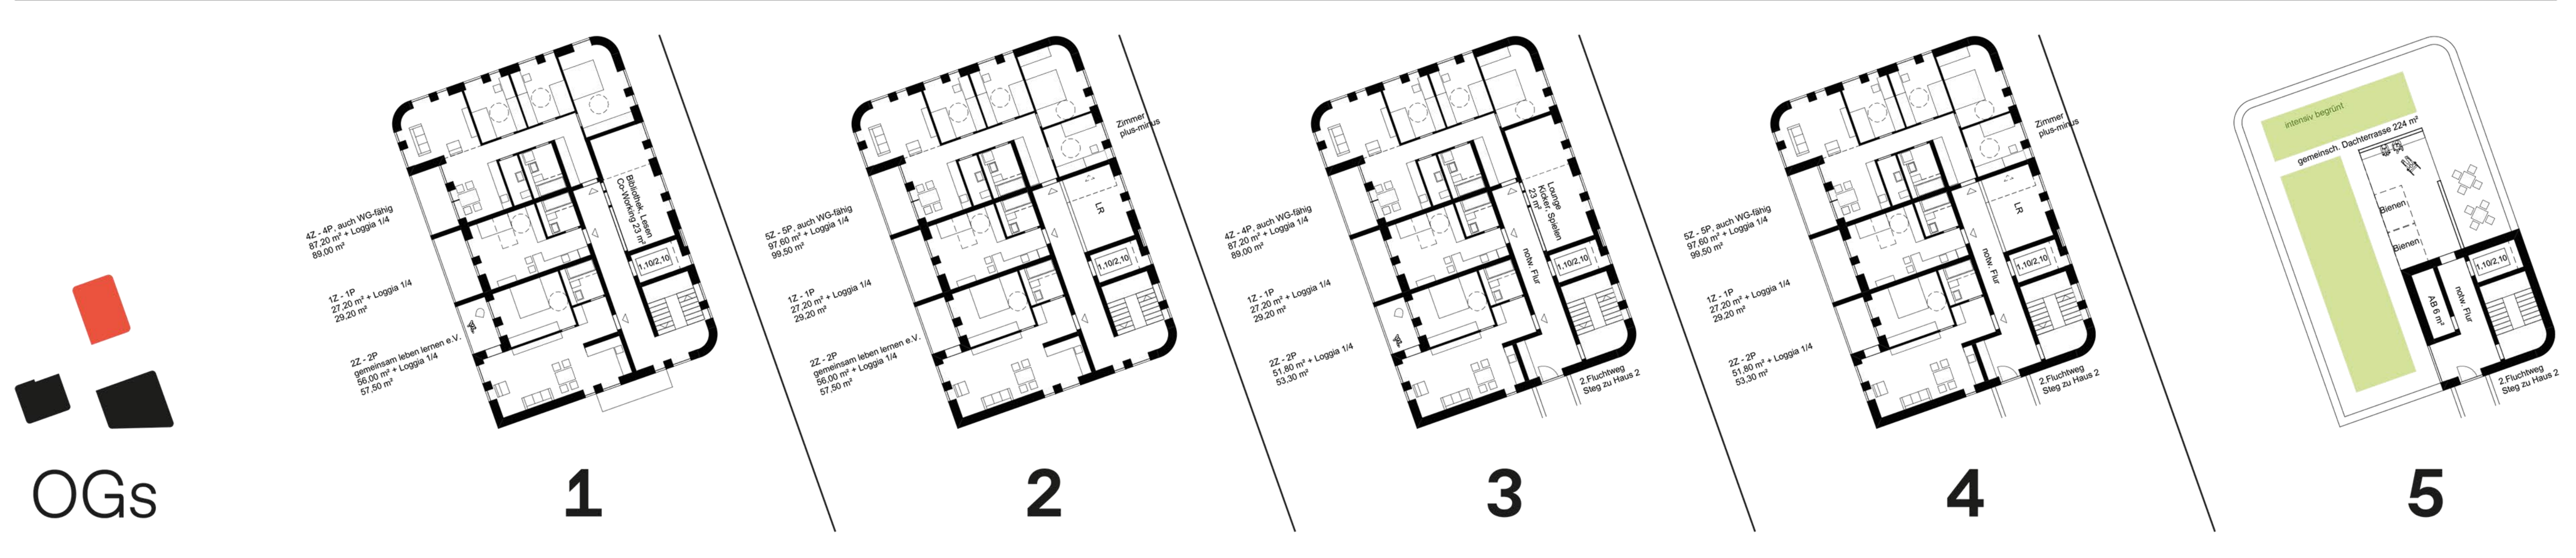 OGs
4Z - 4P, auch WG-fähig
87,20 m² + Loggia 1/4
89,00 m²
1Z - 1P
27,20 m² + Loggia 1/4
29,20 m²
2Z - 2P
gemeinsam leben lernen e.V.
56,00 m² + Loggia 1/4
57,50 m²
Bibliothek, Lesen
Co-Working 23 m²
1,10/2,10
1
5Z - 5P, auch WG-fähig
97,60 m² + Loggia 1/4
99,50 m²
1Z - 1P
27,20 m² + Loggia 1/4
29,20 m²
2Z - 2P
gemeinsam leben lernen e.V.
56,00 m² + Loggia 1/4
57,50 m²
Zimmer
plus-minus
LR
1,10/2,10
2
4Z - 4P, auch WG-fähig
87,20 m² + Loggia 1/4
89,00 m²
1Z - 1P
27,20 m² + Loggia 1/4
29,20 m²
2Z - 2P
51,80 m² + Loggia 1/4
53,30 m²
Lounge
Kicker, Spielen
23 m²
notw. Flur
1,10/2,10
2.Fluchtweg
Steg zu Haus 2
3
5Z - 5P, auch WG-fähig
97,60 m² + Loggia 1/4
99,50 m²
1Z - 1P
27,20 m² + Loggia 1/4
29,20 m²
2Z - 2P
51,80 m² + Loggia 1/4
53,30 m²
Zimmer
plus-minus
LR
notw. Flur
1,10/2,10
2.Fluchtweg
Steg zu Haus 2
4
intensiv begrünt
gemeinsch. Dachterrasse 224 m²
Bienen
Bienen
1,10/2,10
AB 6 m²
notw. Flur
2.Fluchtweg
Steg zu Haus 2
5